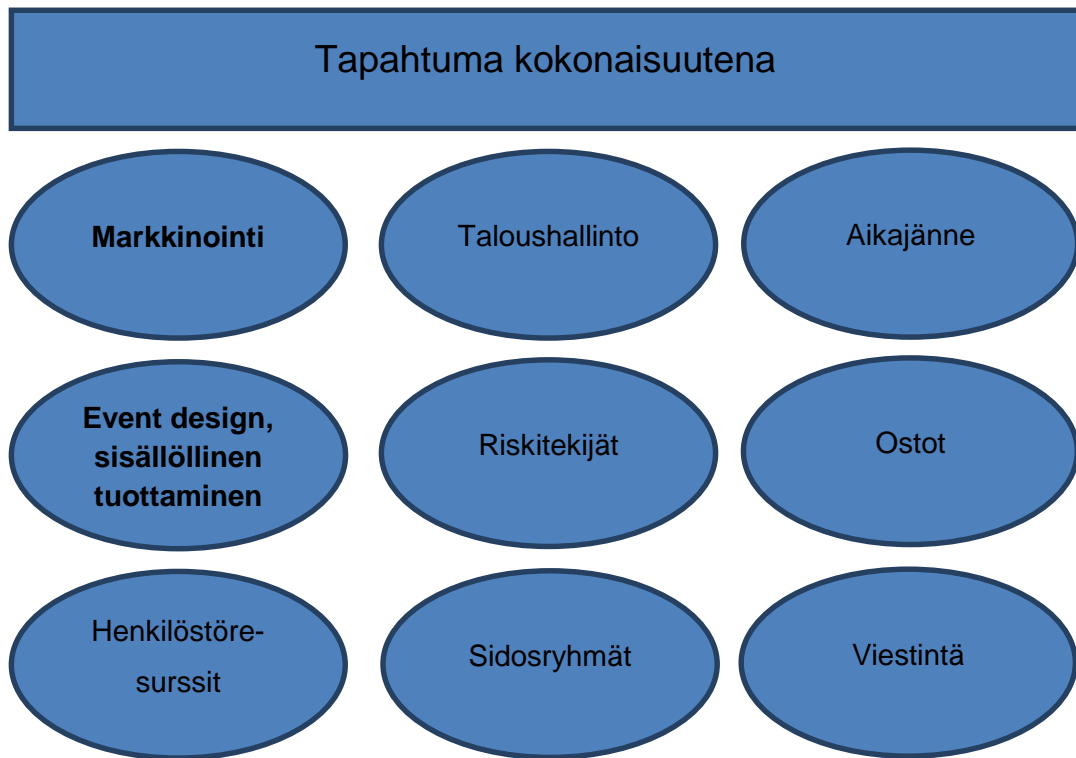 Tapahtuma kokonaisuutena
Markkinointi
Taloushallinto
Aikajänne
Event design,
sisällöllinen
tuottaminen
Riskitekijät
Ostot
Henkilöstöre-
surssit
Sidosryhmät
Viestintä